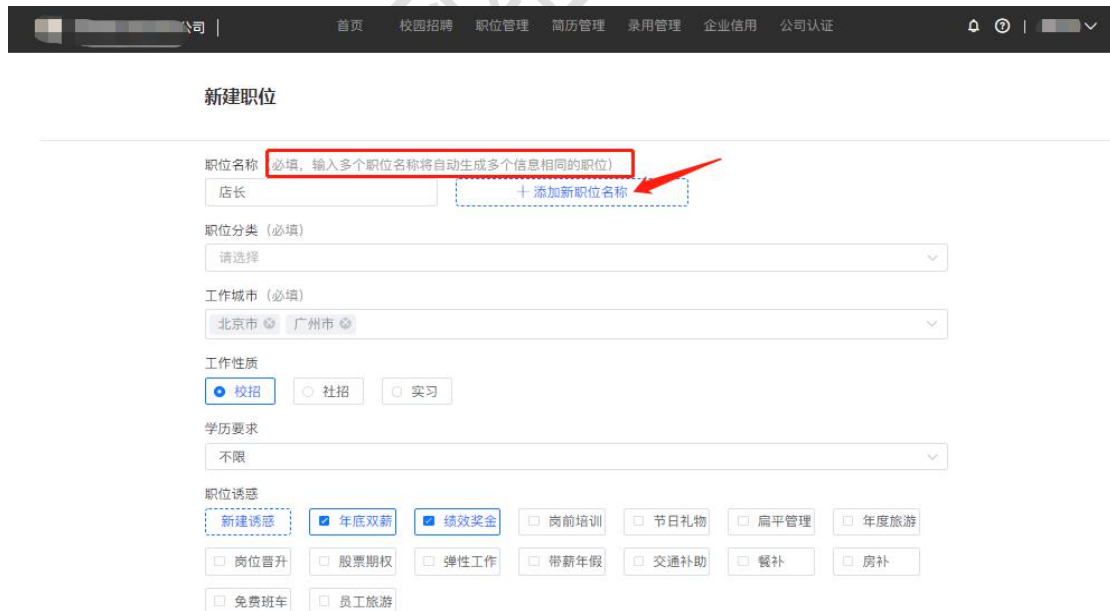 公司 | 首页 校园招聘 职位管理 简历管理 录用管理 企业信用 公司认证
新建职位
职位名称（必填，输入多个职位名称将自动生成多个信息相同的职位）
店长 + 添加新职位名称
职位分类（必填）
请选择
工作城市（必填）
北京市 广州市
工作性质
校招 社招 实习
学历要求
不限
职位诱惑
新建诱惑 年底双薪 绩效奖金 岗前培训 节日礼物 扁平管理 年度旅游
岗位晋升 股票期权 弹性工作 带薪年假 交通补助 餐补 房补
免费班车 员工旅游